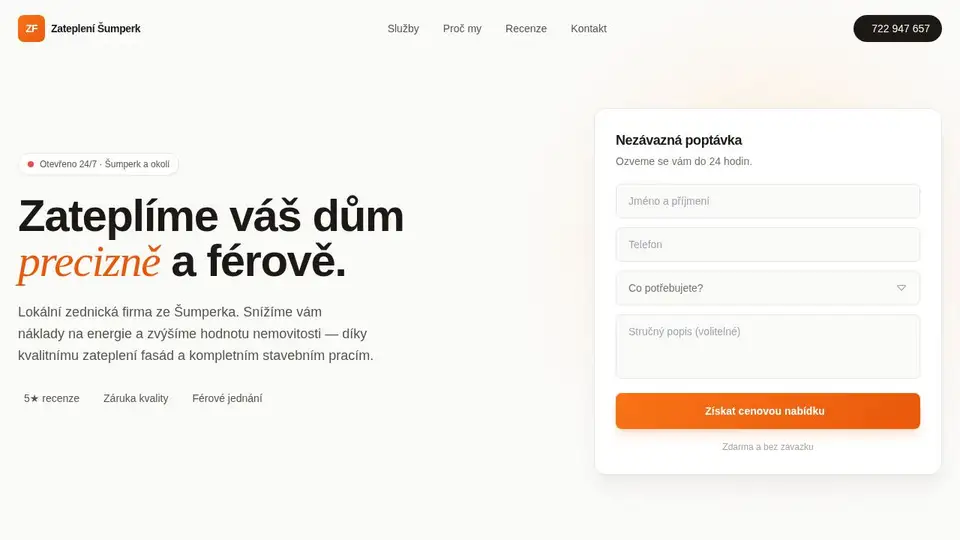 ZF Zateplení Šumperk
Služby Proč my Recenze Kontakt
722 947 657
Otevřeno 24/7 · Šumperk a okolí
Zateplíme váš dům
precizně a férově.
Lokální zednická firma ze Šumperka. Snížíme vám
náklady na energie a zvýšíme hodnotu nemovitosti — díky
kvalitnímu zateplení fasád a kompletním stavebním pracím.
5★ recenze Záruka kvality Férové jednání
Nezávazná poptávka
Ozveme se vám do 24 hodin.
Jméno a příjmení
Telefon
Co potřebujete?
Stručný popis (volitelné)
Získat cenovou nabídku
Zdarma a bez závazku